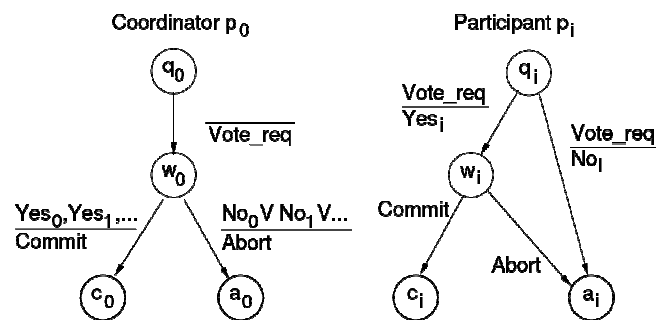 Coordinator p0
q0
Vote_req
w0
Yes0,Yes1,...
Commit
No0 V No1 V...
Abort
c0
a0
Participant pi
qi
Vote_req
Yesi
Vote_req
NoI
wi
Commit
Abort
ci
ai